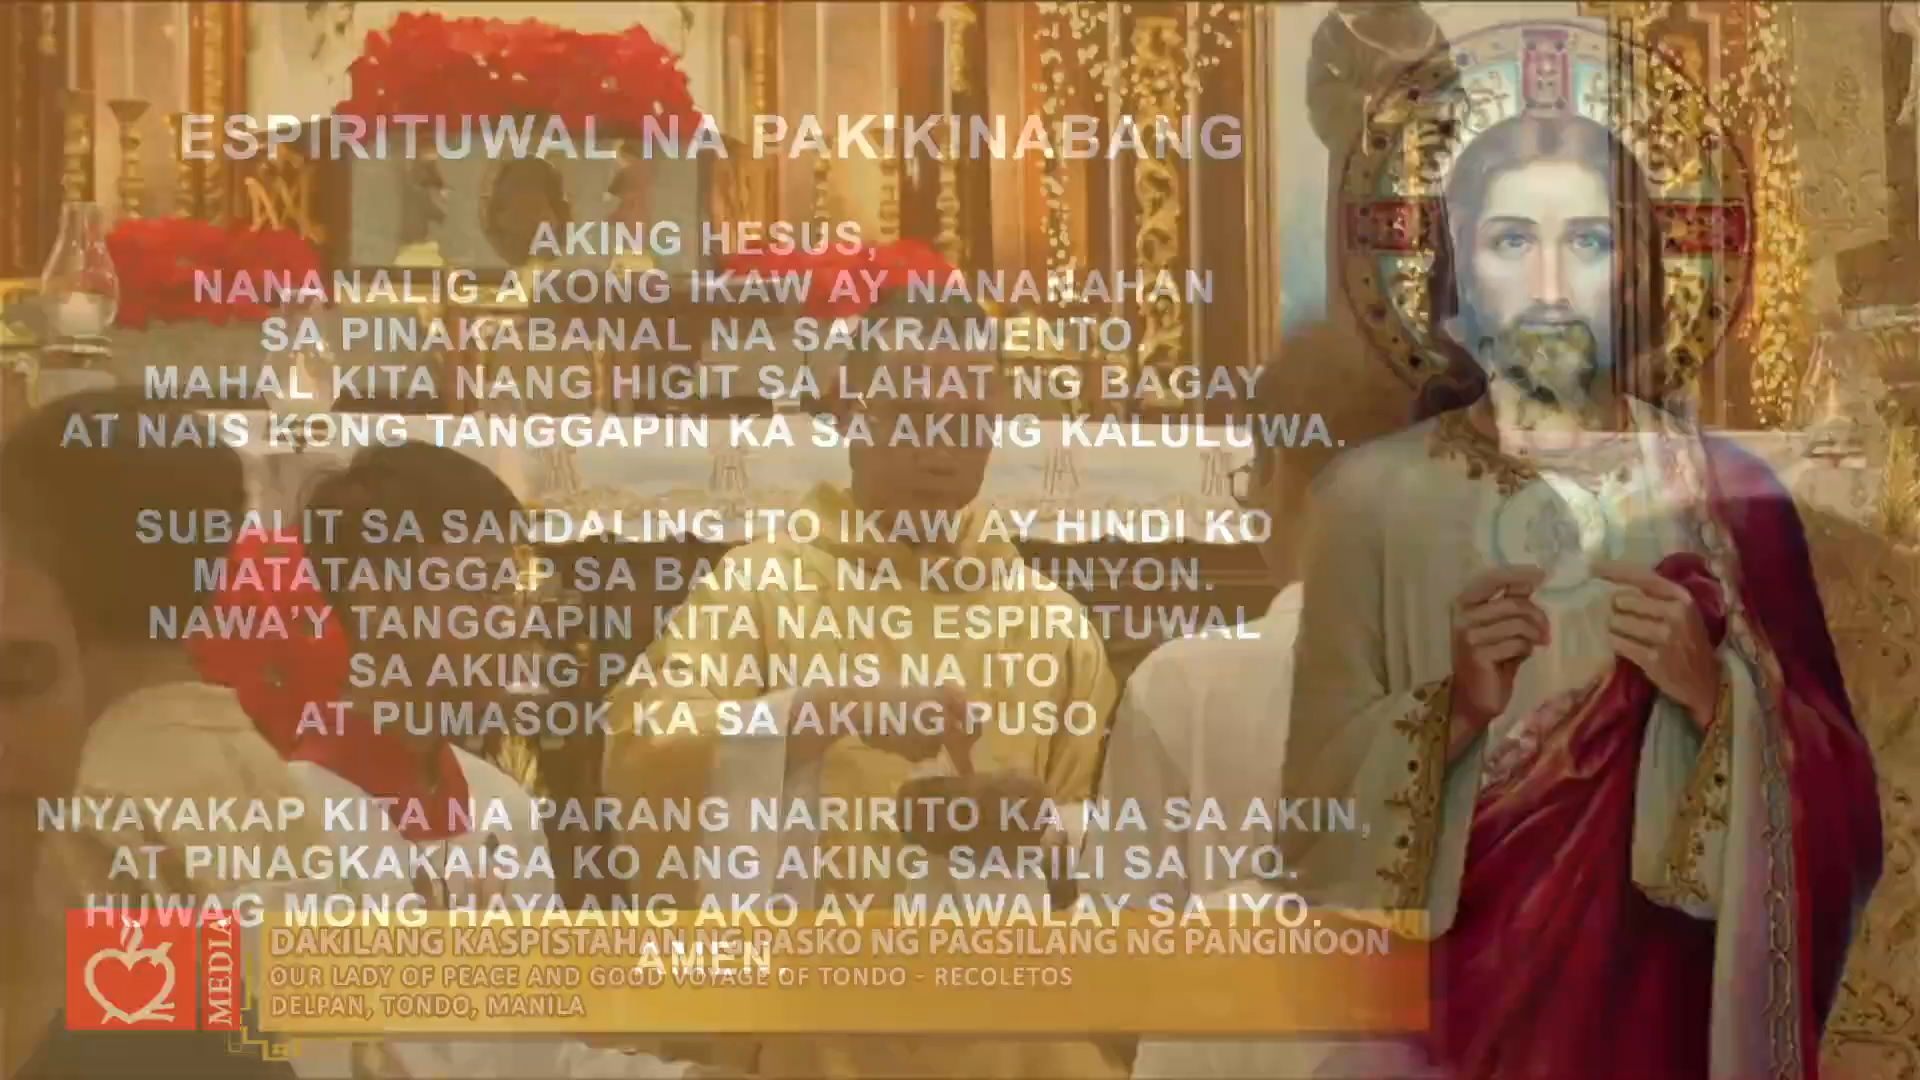 ESPIRITUWAL NA PAKIKINABANG
AKING HESUS,
NANANALIG AKONG IKAW AY NANANAHAN
SA PINAKABANAL NA SAKRAMENTO.
MAHAL KITA NANG HIGIT SA LAHAT NG BAGAY
AT NAIS KONG TANGGAPIN KA SA AKING KALULUWA.
SUBALIT SA SANDALING ITO IKAW AY HINDI KO
MATATANGGAP SA BANAL NA KOMUNYON.
NAWA'Y TANGGAPIN KITA NANG ESPIRITUWAL
SA AKING PAGNANAIS NA ITO
AT PUMASOK KA SA AKING PUSO
NIYAYAKAP KITA NA PARANG NARIRITO KA NA SA AKIN,
AT PINAGKAKAISA KO ANG AKING SARILI SA IYO.
HUWAG MONG HAYAANG AKO AY MAWALAY SA IYO.
AMEN.
MEDIA
DAKILANG KASPISTAHAN NG PASKO NG PAGSILANG NG PANGINOON
OUR LADY OF PEACE AND GOOD VOYAGE OF TONDO - RECOLETOS
DELPAN, TONDO, MANILA